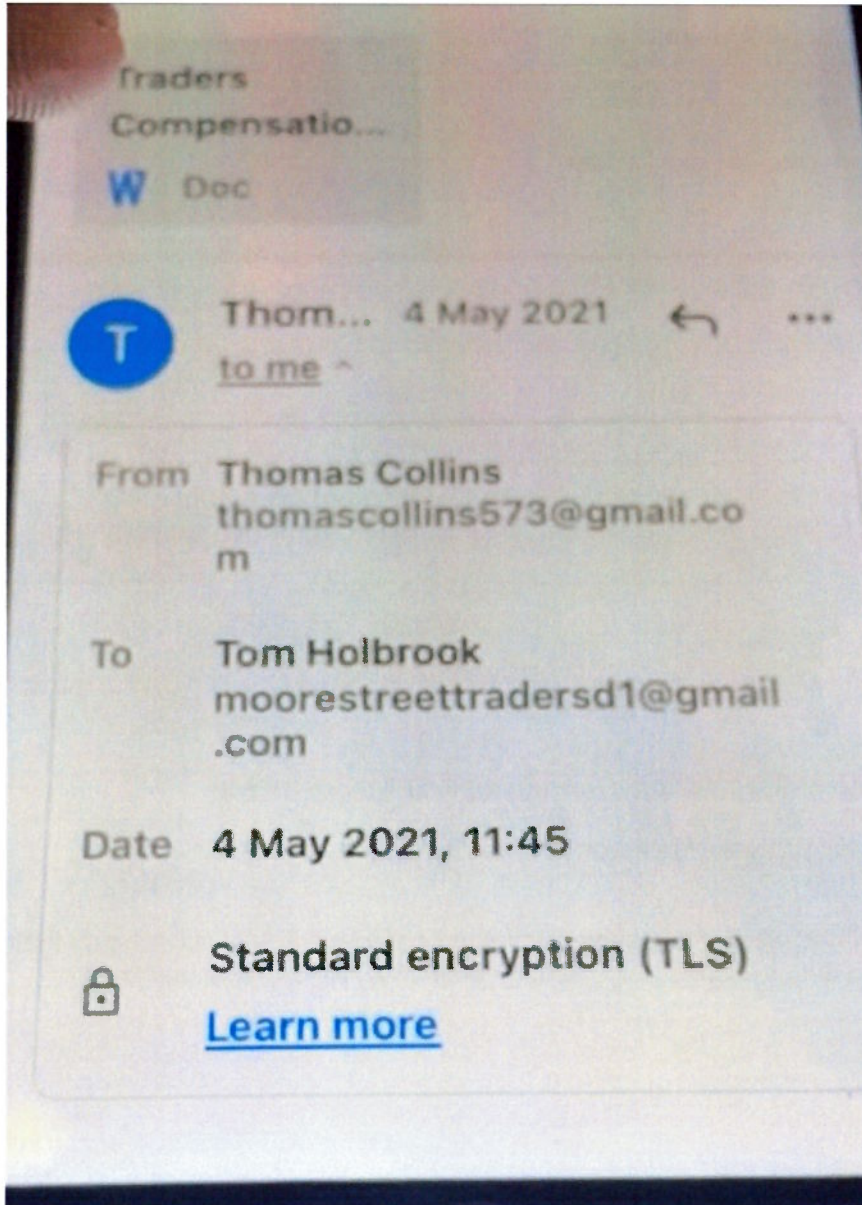 Traders
Compensatio...
W Doc
T
Thom... 4 May 2021
to me
From Thomas Collins
thomascollins573@gmail.co
m
To Tom Holbrook
moorestreettradersd1@gmail
.com
Date 4 May 2021, 11:45
Standard encryption (TLS)
Learn more